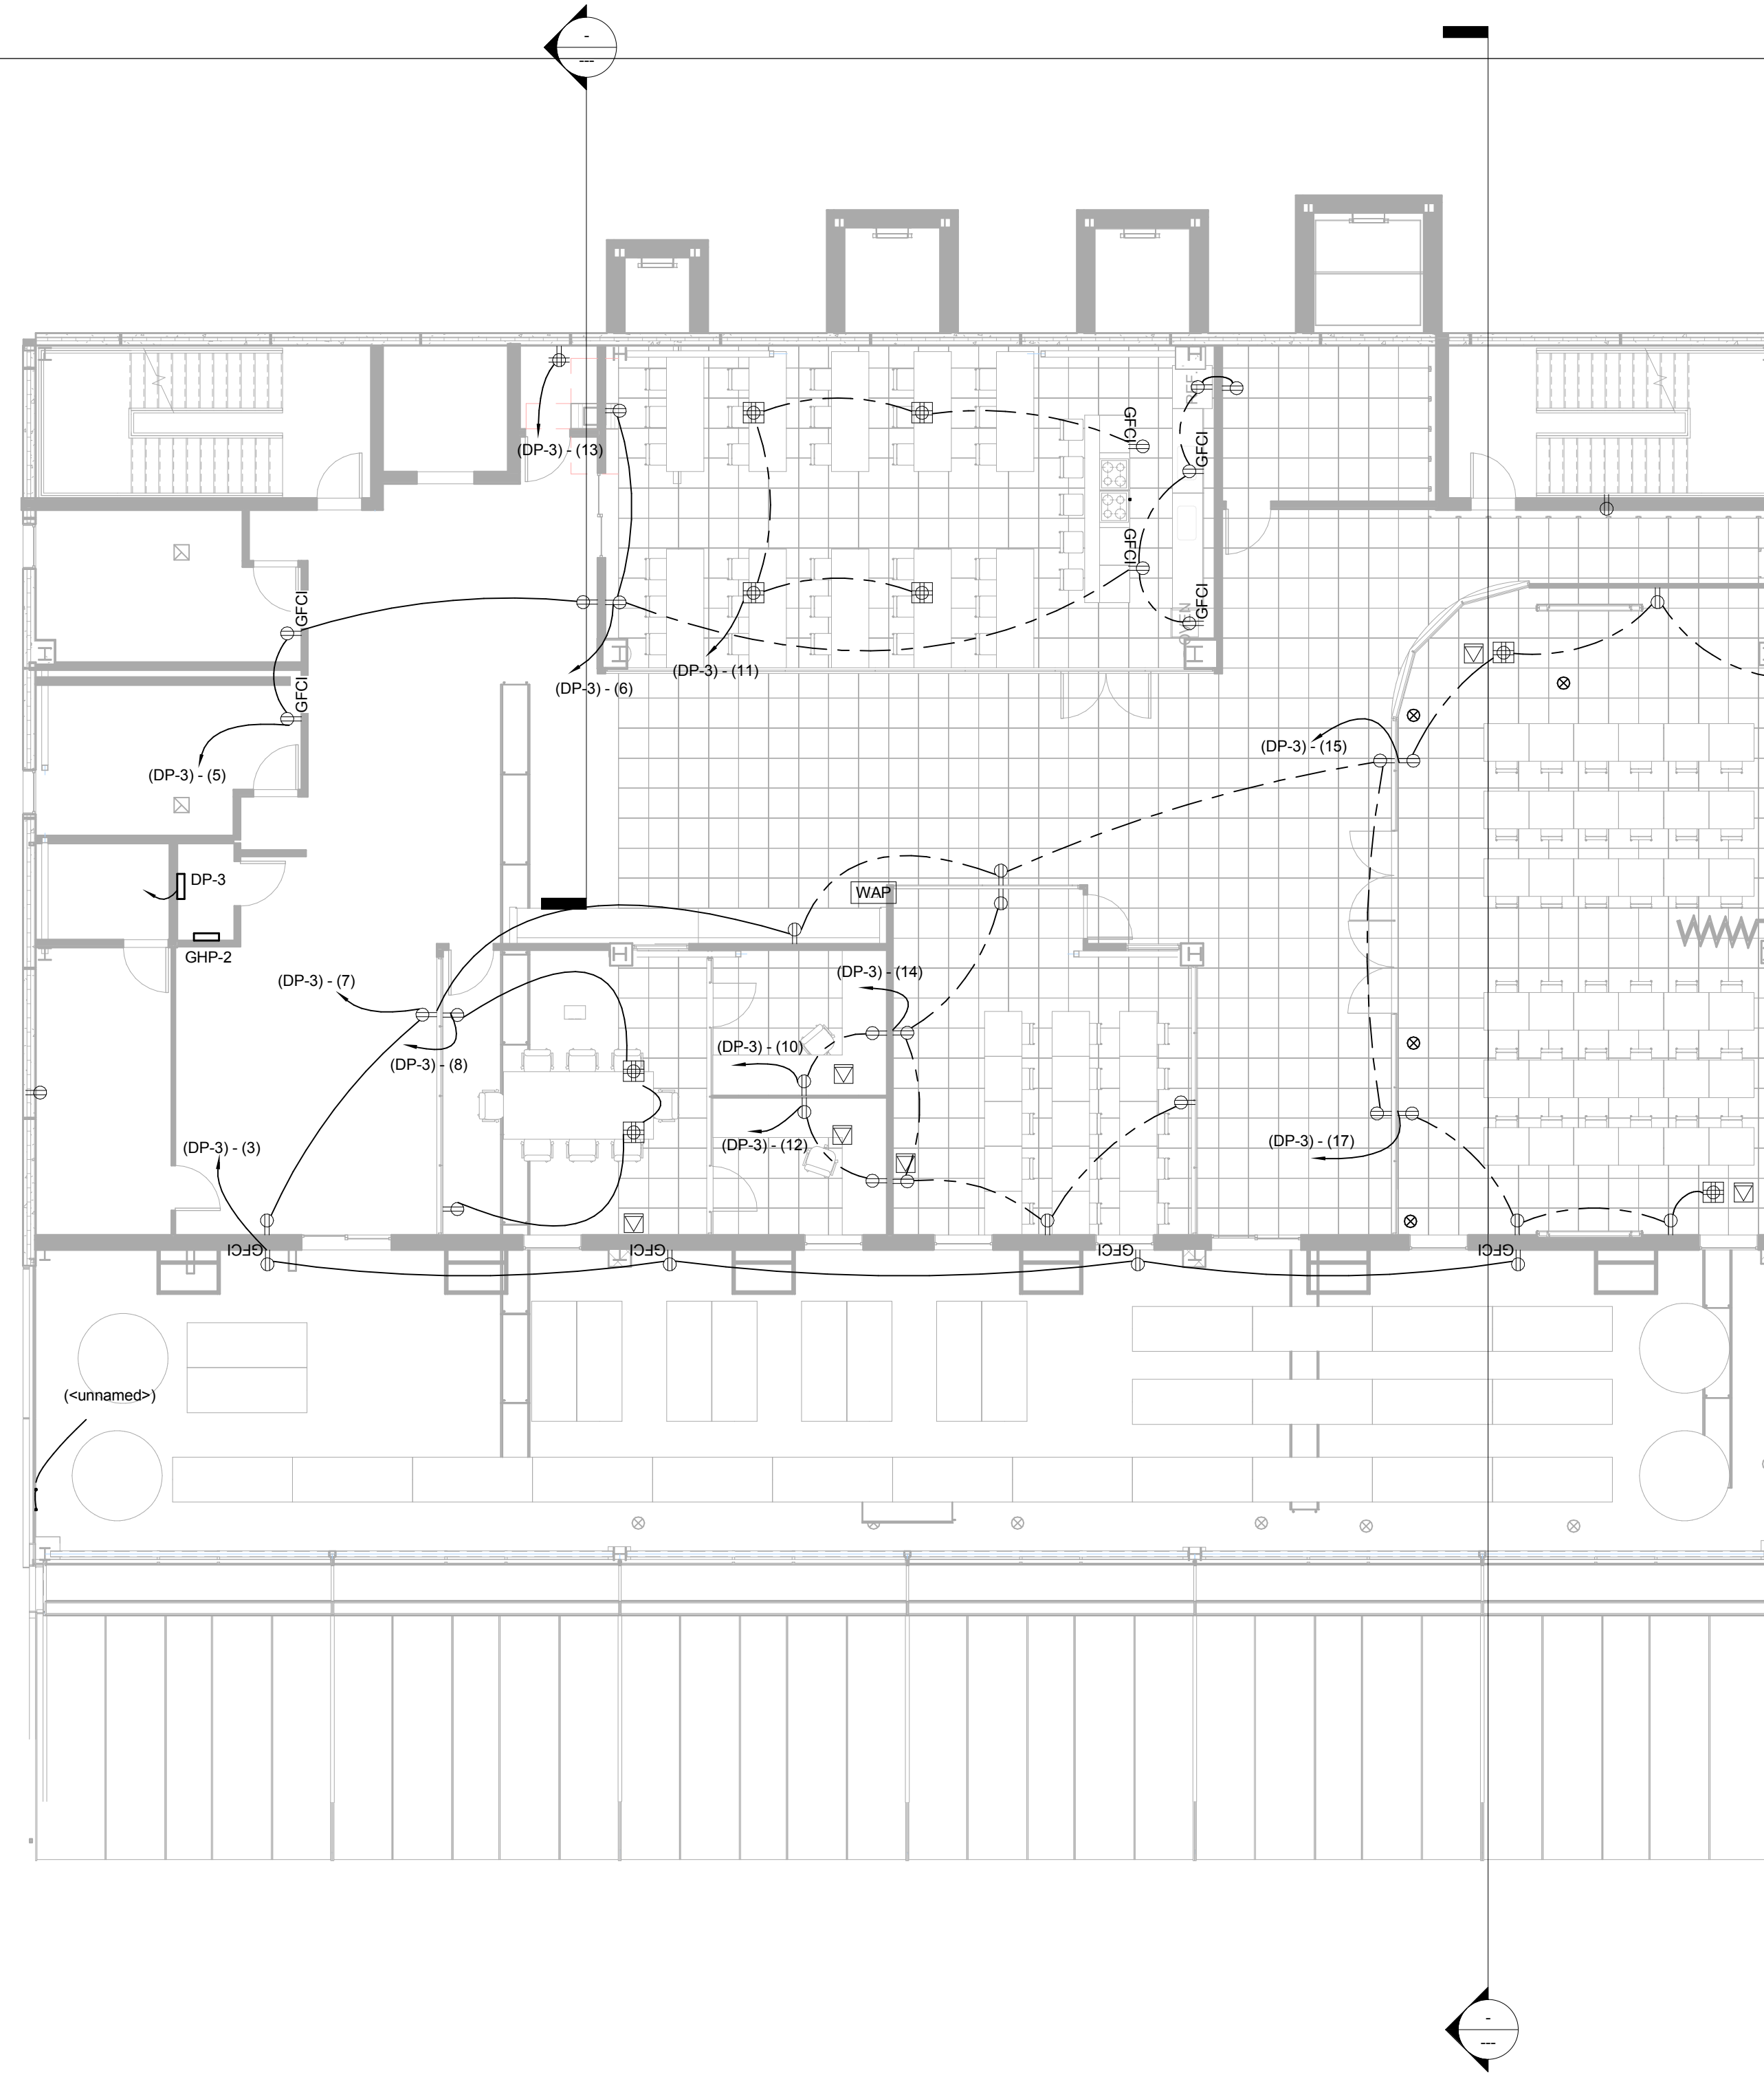 -
---
REF.
GFCI
GFCI
(DP-3) - (13)
GFCI
GFCI
GFCI
OVEN
(DP-3) - (11)
GFCI
(DP-3) - (6)
(DP-3) - (15)
(DP-3) - (5)
DP-3
WAP
GHP-2
(DP-3) - (14)
(DP-3) - (7)
(DP-3) - (10)
(DP-3) - (8)
(DP-3) - (12)
(DP-3) - (17)
(DP-3) - (3)
GFCI
GFCI
GFCI
GFCI
(<unnamed>)
-
---